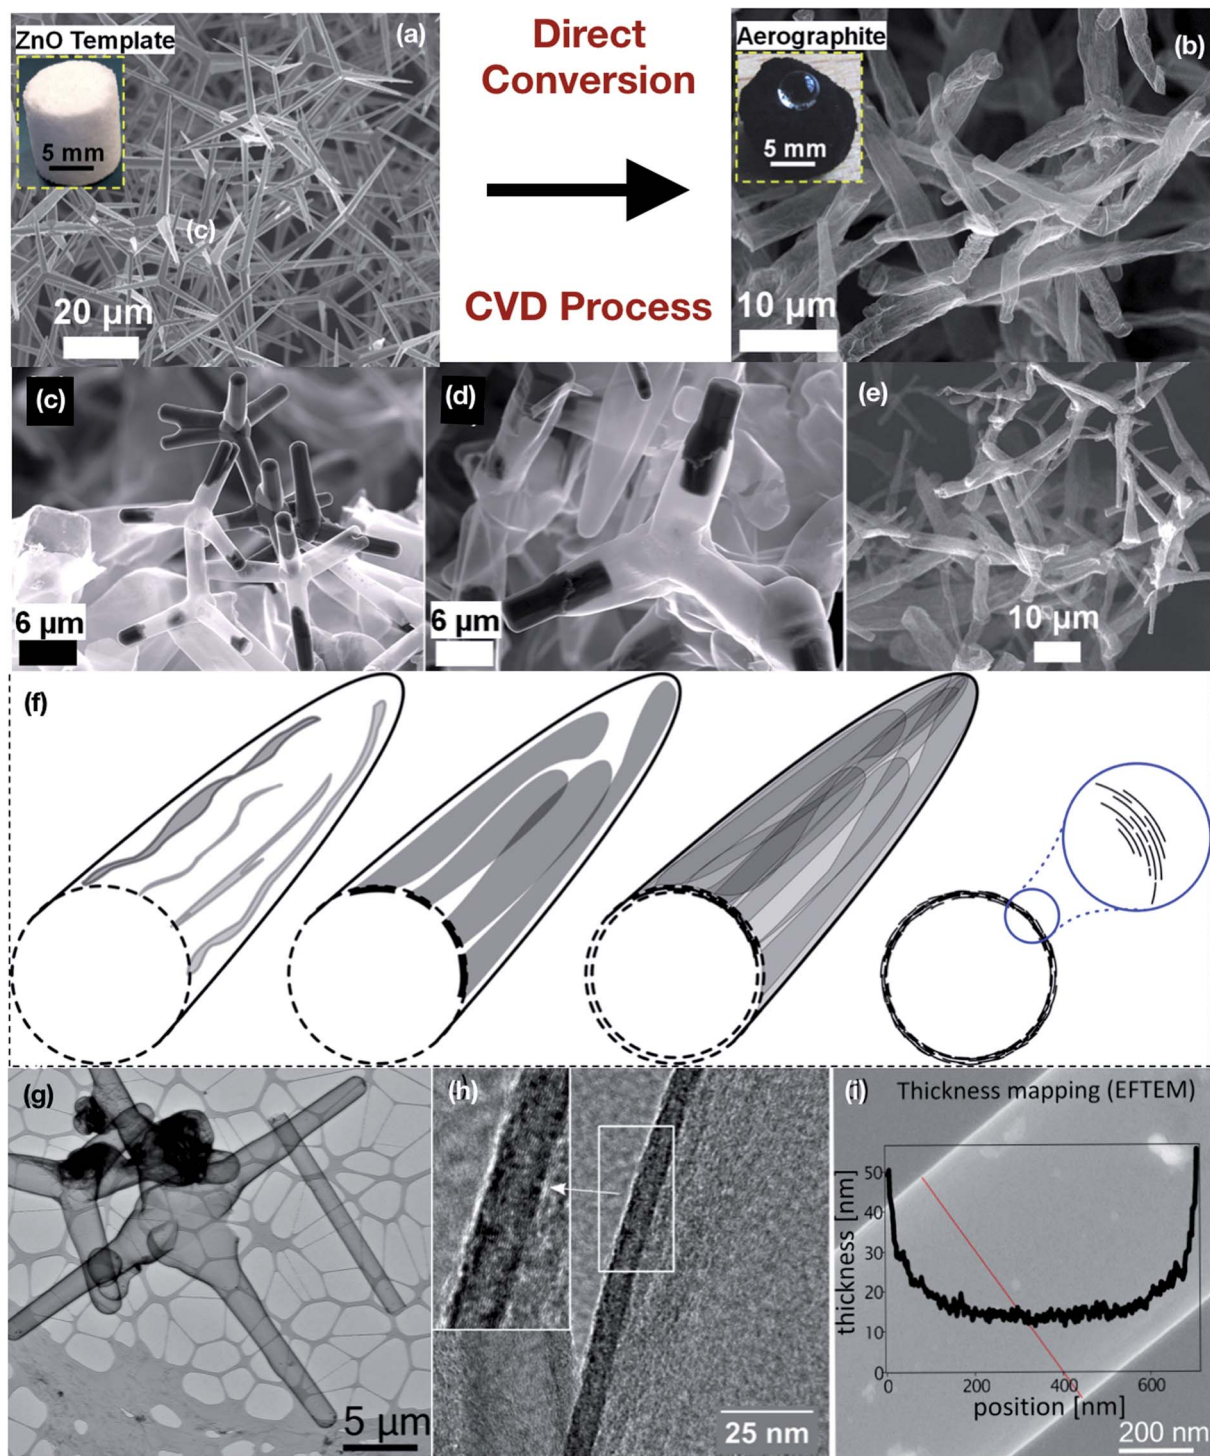 ZnO Template
(a)
5 mm
(c)
20 µm
Direct
Conversion
CVD Process
Aerographite
(b)
5 mm
10 µm
(c)
6 µm
(d)
6 µm
(e)
10 µm
(f)
(g)
5 µm
(h)
25 nm
(i)
Thickness mapping (EFTEM)
thickness [nm]
50
40
30
20
10
0
0
200
400
600
position [nm]
200 nm